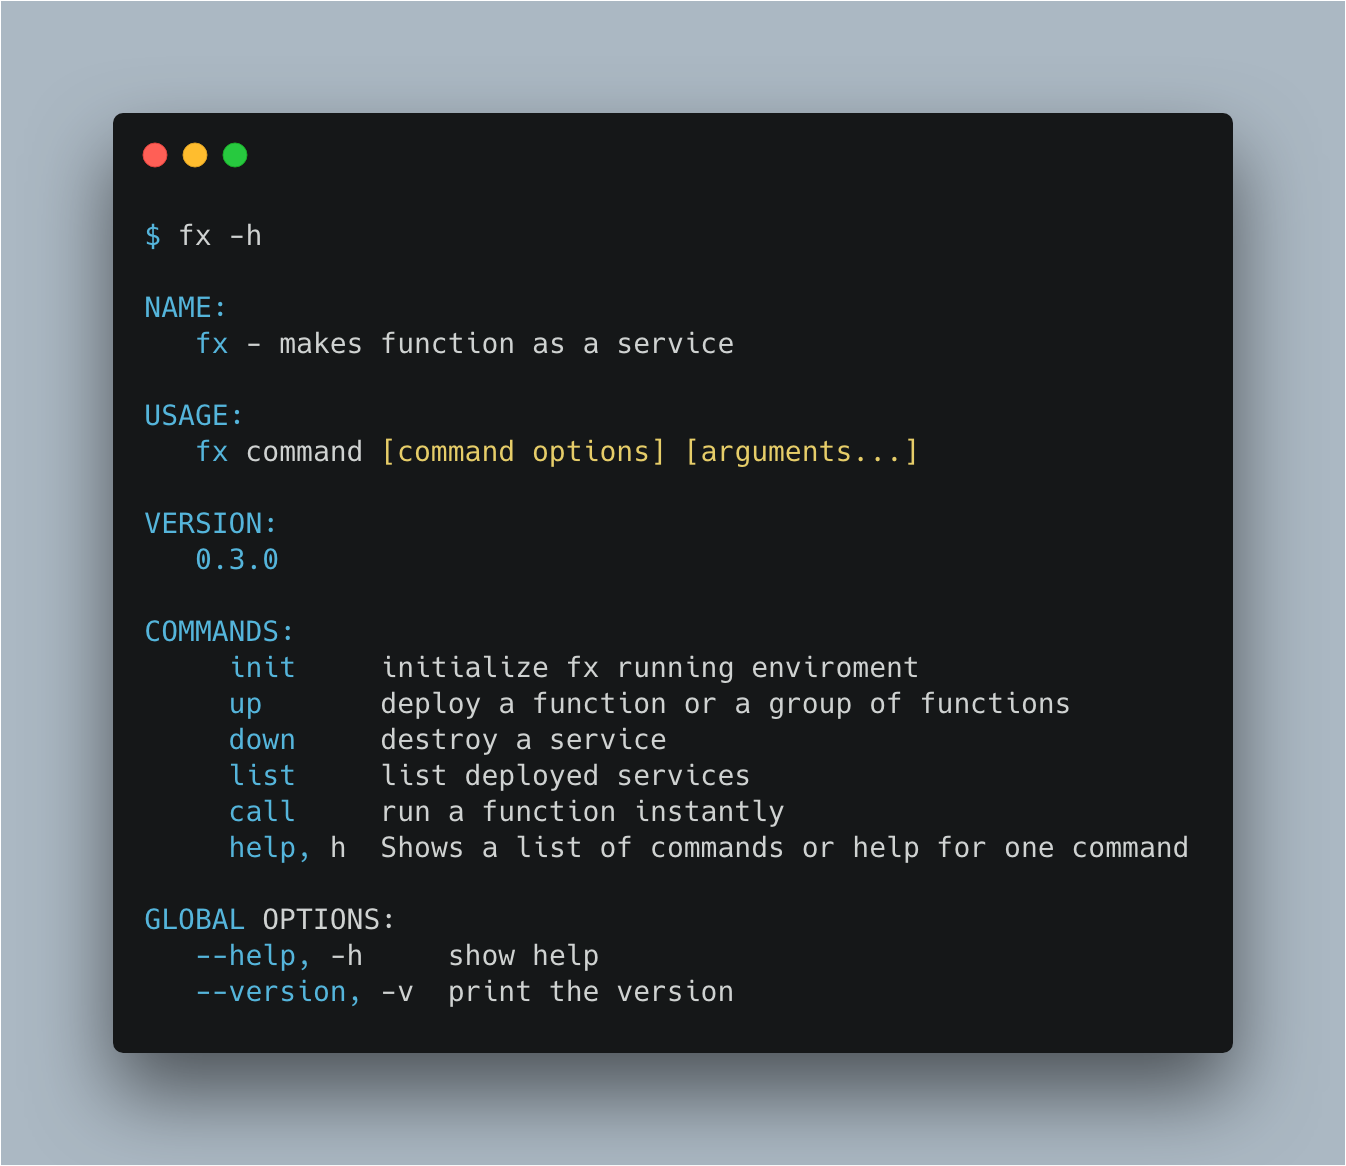 $ fx -h
NAME:
fx - makes function as a service
USAGE:
fx command [command options] [arguments...]
VERSION:
0.3.0
COMMANDS:
init     initialize fx running enviroment
up       deploy a function or a group of functions
down     destroy a service
list     list deployed services
call     run a function instantly
help, h  Shows a list of commands or help for one command
GLOBAL OPTIONS:
--help, -h     show help
--version, -v  print the version